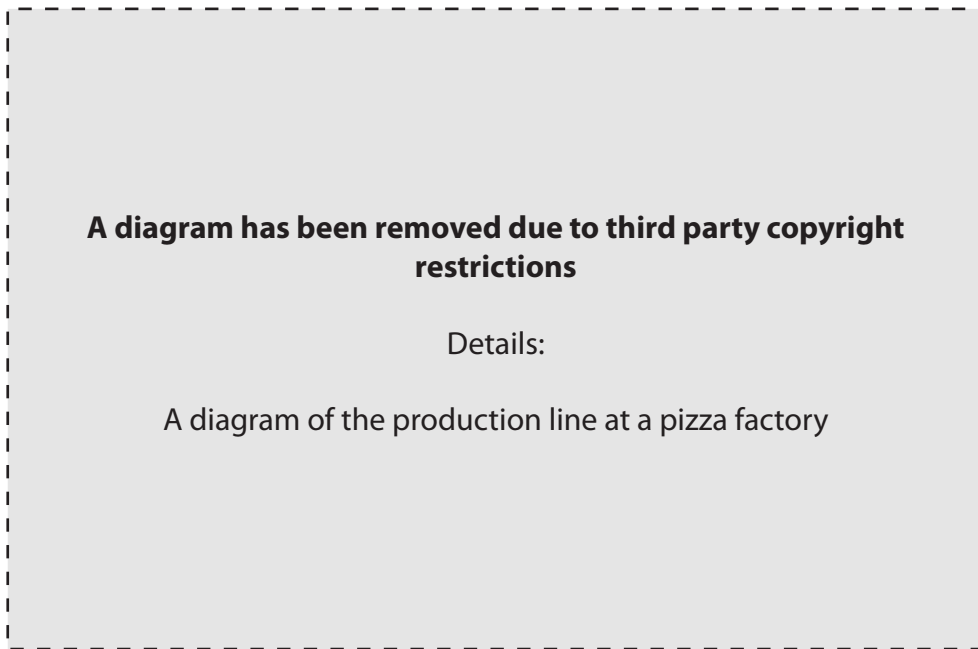 A diagram has been removed due to third party copyright
restrictions
Details:
A diagram of the production line at a pizza factory